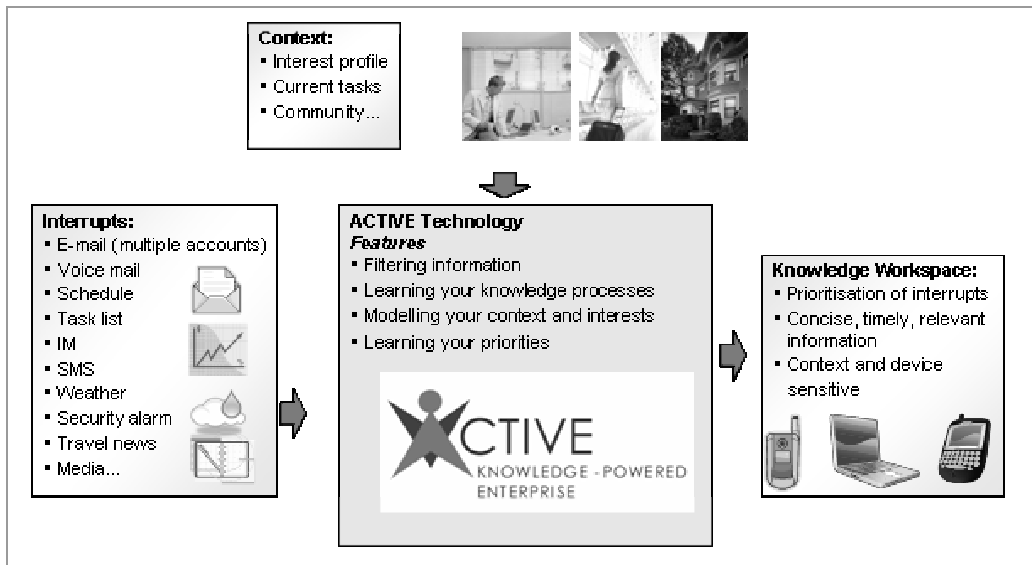 Context:
▪ Interest profile
▪ Current tasks
▪ Community...
Interrupts:
▪ E-mail (multiple accounts)
▪ Voice mail
▪ Schedule
▪ Task list
▪ IM
▪ SMS
▪ Weather
▪ Security alarm
▪ Travel news
▪ Media...
ACTIVE Technology
Features
▪ Filtering information
▪ Learning your knowledge processes
▪ Modelling your context and interests
▪ Learning your priorities
ACTIVE
KNOWLEDGE - POWERED
ENTERPRISE
Knowledge Workspace:
▪ Prioritisation of interrupts
▪ Concise, timely, relevant
information
▪ Context and device
sensitive